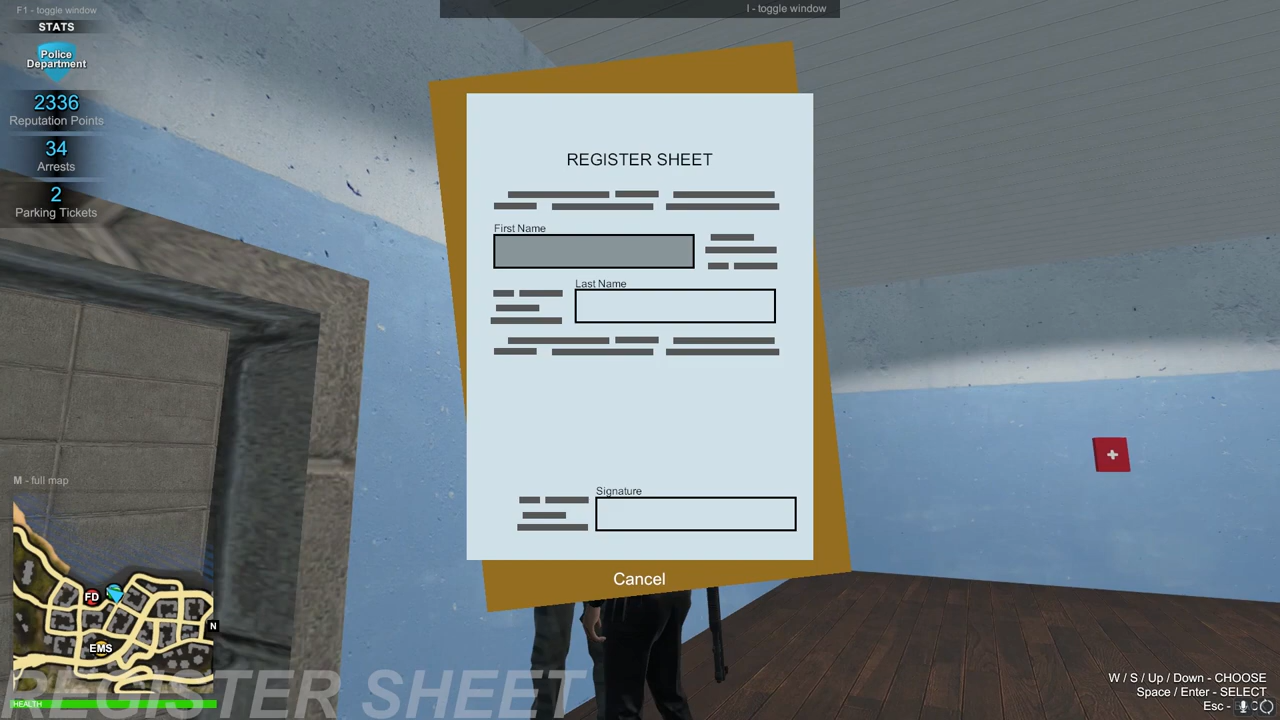 F1 - toggle window
I - toggle window
STATS
Police
Department
2336
Reputation Points
34
Arrests
2
Parking Tickets
REGISTER SHEET
First Name
Last Name
Signature
Cancel
M - full map
FD
N
EMS
REGISTER SHEET
HEALTH
W / S / Up / Down - CHOOSE
Space / Enter - SELECT
Esc -